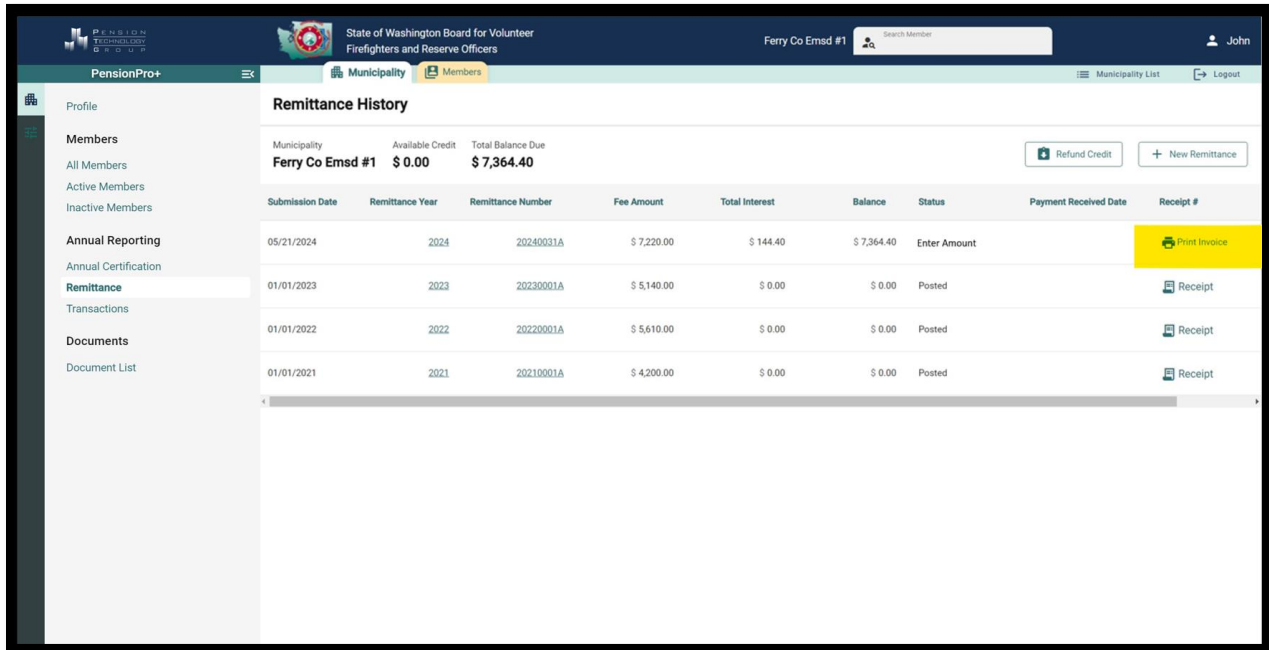 PENSION
TECHNOLOGY
GROUP
State of Washington Board for Volunteer
Firefighters and Reserve Officers
Ferry Co Emsd #1
Search Member
John
PensionPro+
Municipality
Members
Municipality List
Logout
Profile
Members
All Members
Active Members
Inactive Members
Annual Reporting
Annual Certification
Remittance
Transactions
Documents
Document List
Remittance History
Municipality Available Credit Total Balance Due
Ferry Co Emsd #1 $ 0.00 $ 7,364.40
Refund Credit
+ New Remittance
Submission Date Remittance Year Remittance Number Fee Amount Total Interest Balance Status Payment Received Date Receipt #
05/21/2024 2024 20240031A $ 7,220.00 $ 144.40 $ 7,364.40 Enter Amount Print Invoice
01/01/2023 2023 20230001A $ 5,140.00 $ 0.00 $ 0.00 Posted Receipt
01/01/2022 2022 20220001A $ 5,610.00 $ 0.00 $ 0.00 Posted Receipt
01/01/2021 2021 20210001A $ 4,200.00 $ 0.00 $ 0.00 Posted Receipt